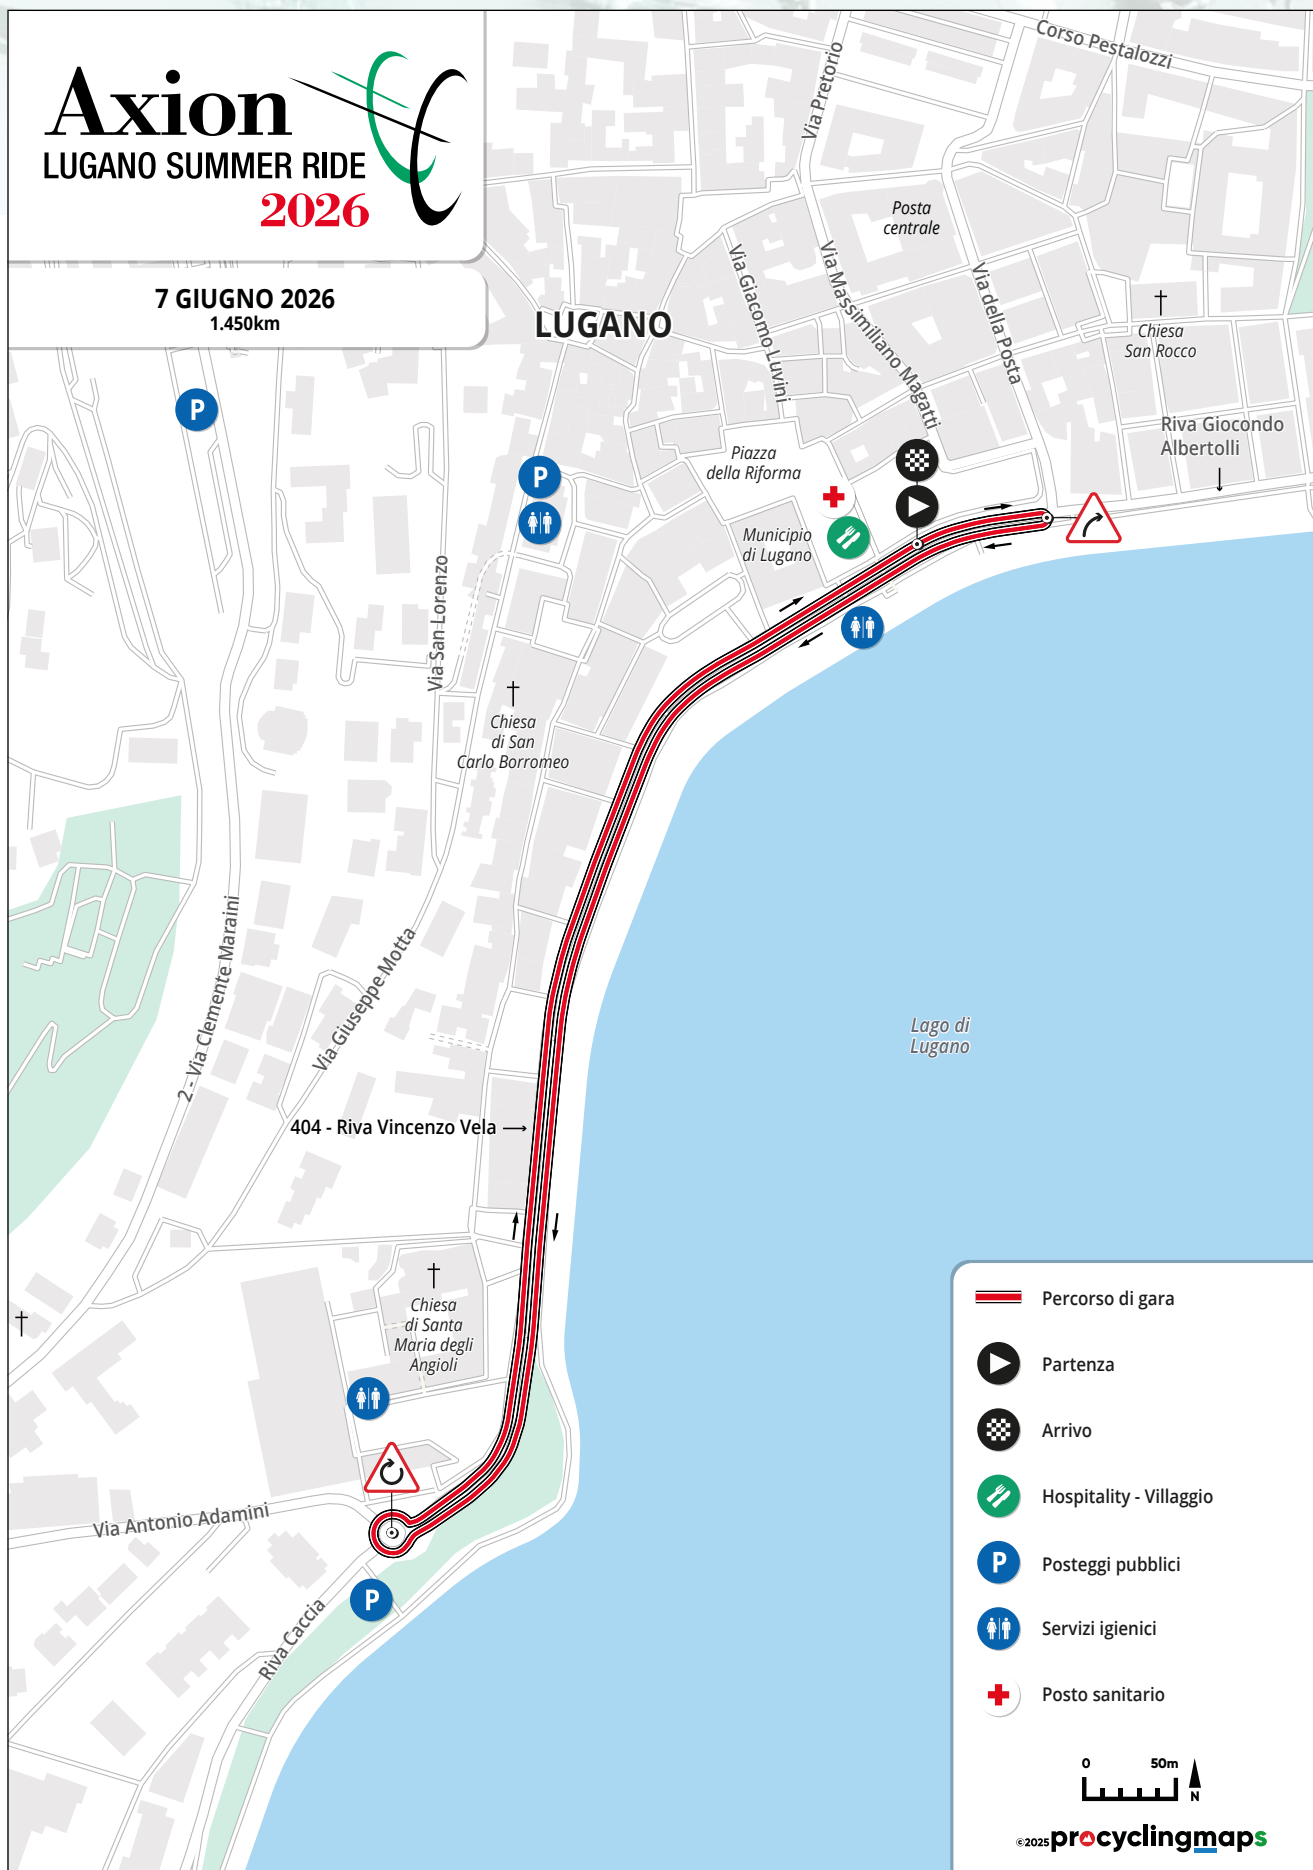 Axion
LUGANO SUMMER RIDE
2026
7 GIUGNO 2026
1.450km
Corso Pestalozzi
Via Pretorio
Posta
centrale
Via Giacomo Luvini
Via Massimiliano Magatti
Via della Posta
Chiesa
San Rocco
LUGANO
P
Riva Giocondo
Albertolli
Piazza
della Riforma
P
Municipio
di Lugano
Via San Lorenzo
Chiesa
di San
Carlo Borromeo
2 - Via Clemente Maraini
Via Giuseppe Motta
Lago di
Lugano
404 - Riva Vincenzo Vela
Chiesa
di Santa
Maria degli
Angioli
Via Antonio Adamini
P
Riva Caccia
Percorso di gara
Partenza
Arrivo
Hospitality - Villaggio
P
Posteggi pubblici
Servizi igienici
Posto sanitario
0 50m
N
©2025 procyclingmaps